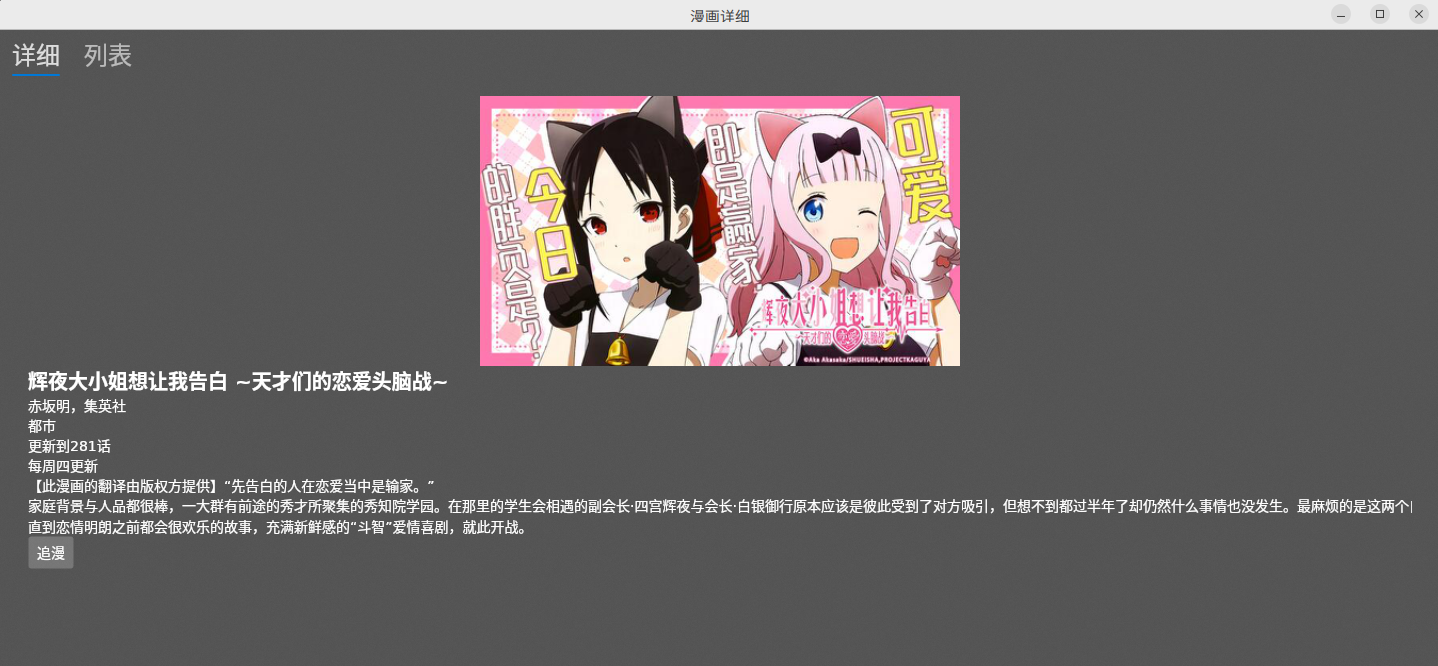 漫画详细
详细 列表
今日
的胜负会是?
即是赢家.
可爱
辉夜大小姐想让我告白
天才们的恋爱头脑战
©Aka Akasaka/SHUEISHA,PROJECTKAGUYA
辉夜大小姐想让我告白 ~天才们的恋爱头脑战~
赤坂明，集英社
都市
更新到281话
每周四更新
【此漫画的翻译由版权方提供】“先告白的人在恋爱当中是输家。”
家庭背景与人品都很棒，一大群有前途的秀才所聚集的秀知院学园。在那里的学生会相遇的副会长·四宫辉夜与会长·白银御行原本应该是彼此受到了对方吸引，但想不到都过半年了却仍然什么事情也没发生。最麻烦的是这两个
直到恋情明朗之前都会很欢乐的故事，充满新鲜感的“斗智”爱情喜剧，就此开战。
追漫